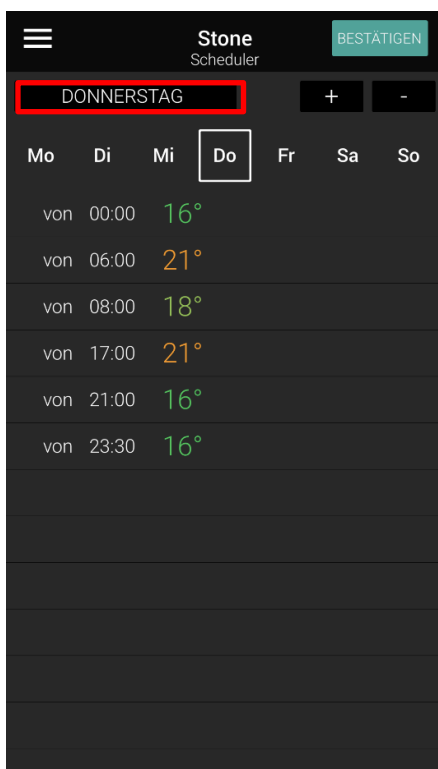 Stone
Scheduler
BESTÄTIGEN
DONNERSTAG + -
Mo Di Mi Do Fr Sa So
von 00:00 16°
von 06:00 21°
von 08:00 18°
von 17:00 21°
von 21:00 16°
von 23:30 16°